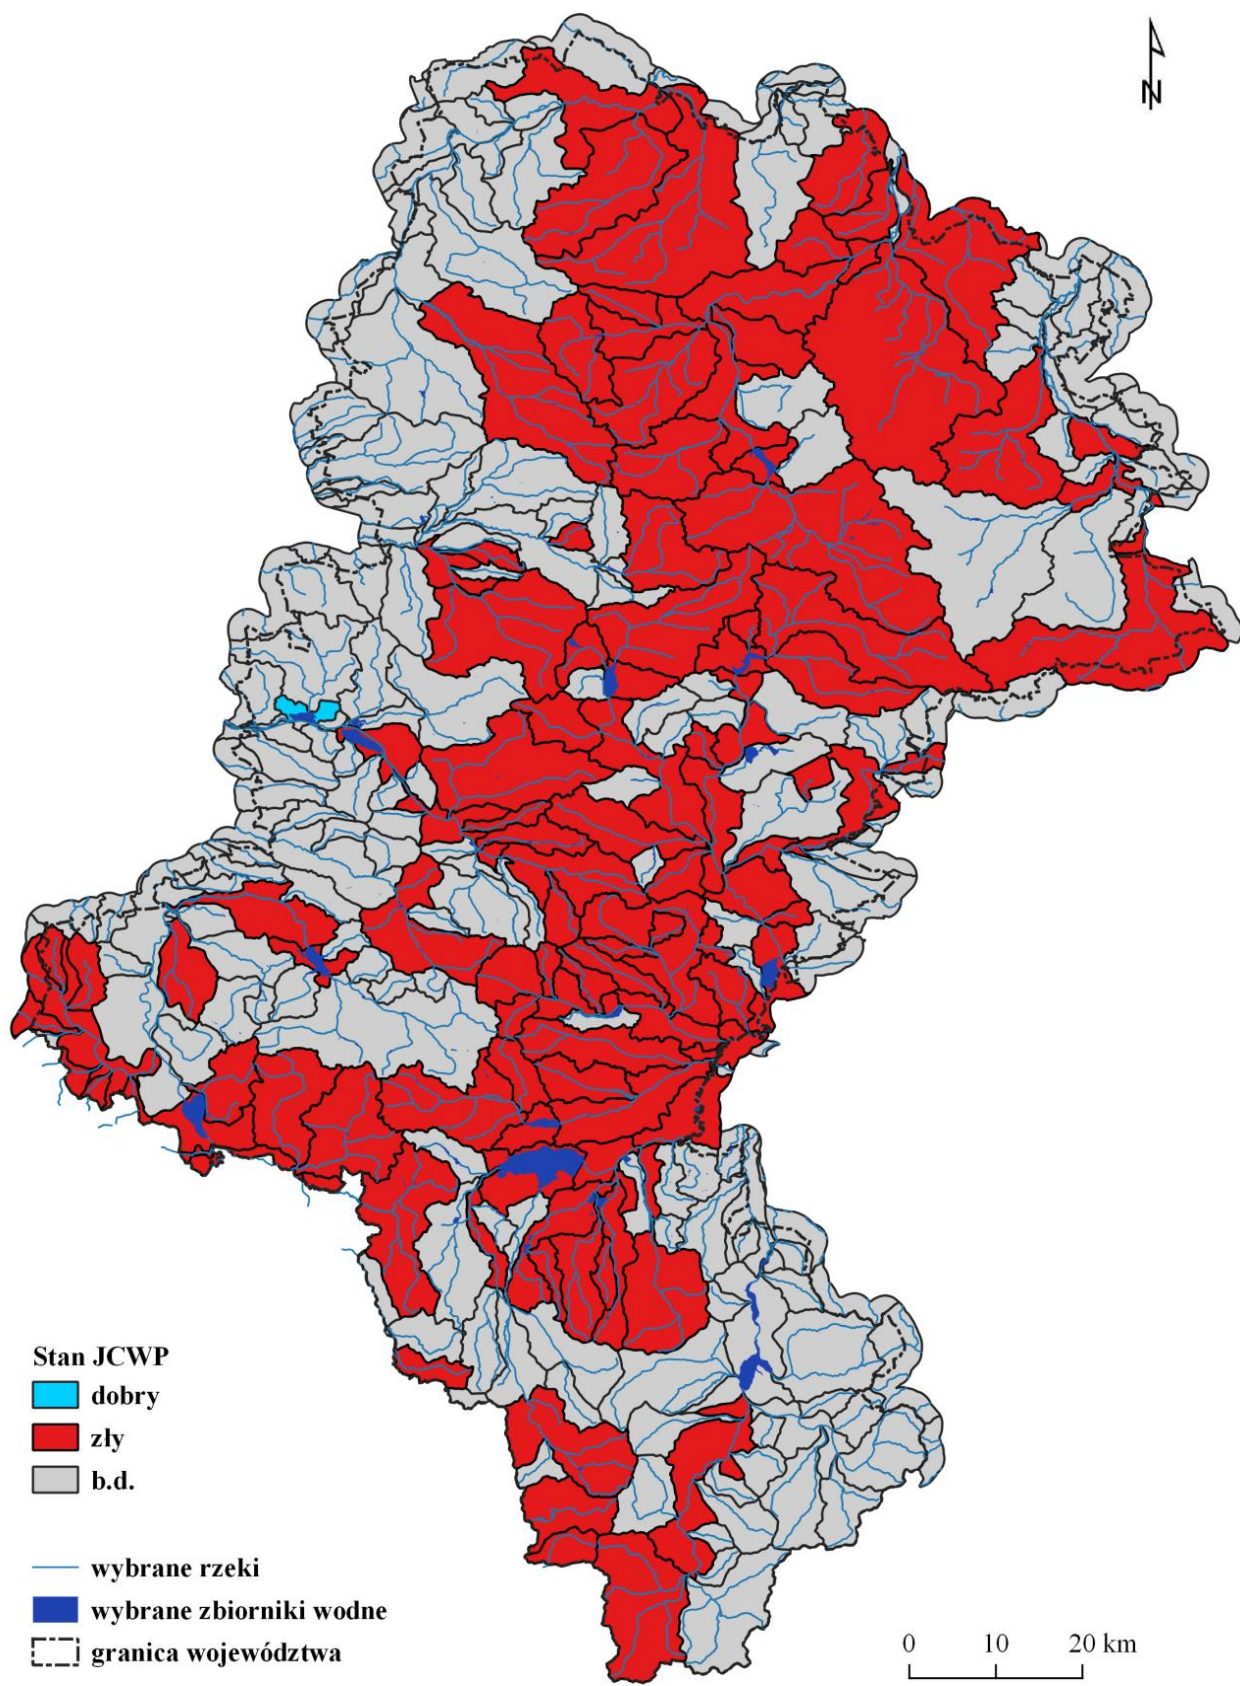 N
Stan JCWP
dobry
zły
b.d.
wybrane rzeki
wybrane zbiorniki wodne
granica województwa
0 10 20 km